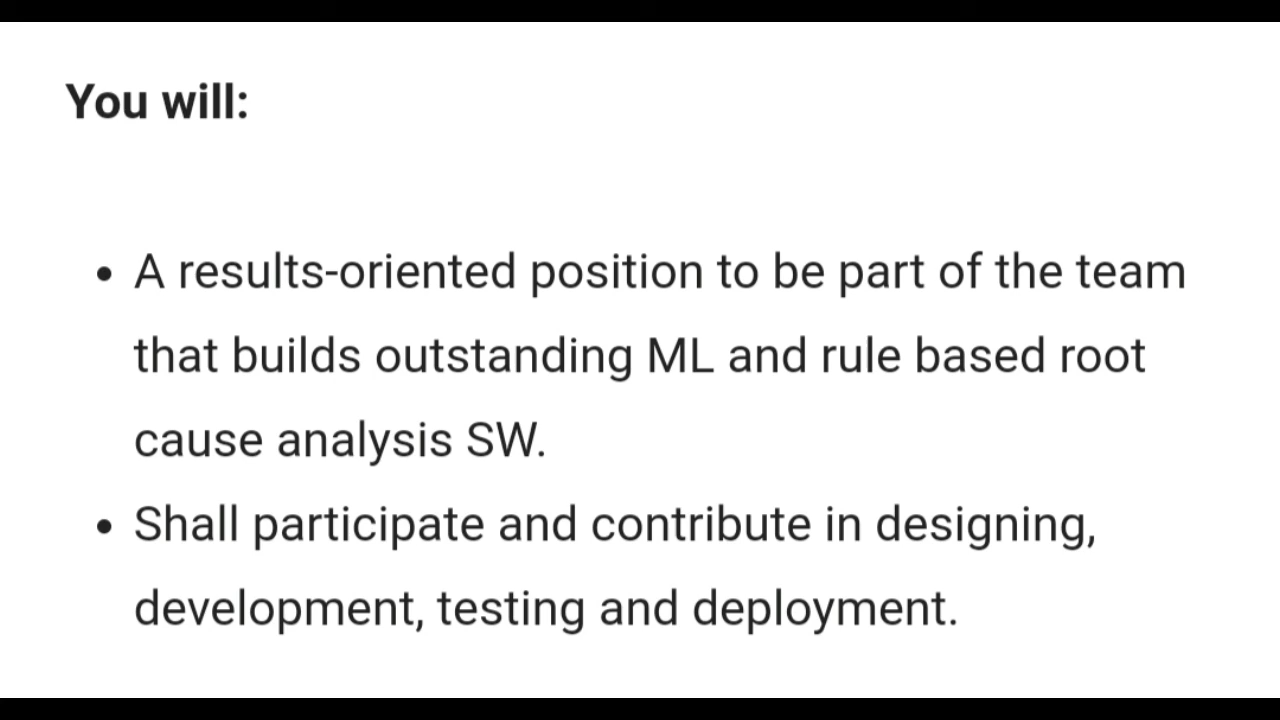 You will:
• A results-oriented position to be part of the team
that builds outstanding ML and rule based root
cause analysis SW.
• Shall participate and contribute in designing,
development, testing and deployment.